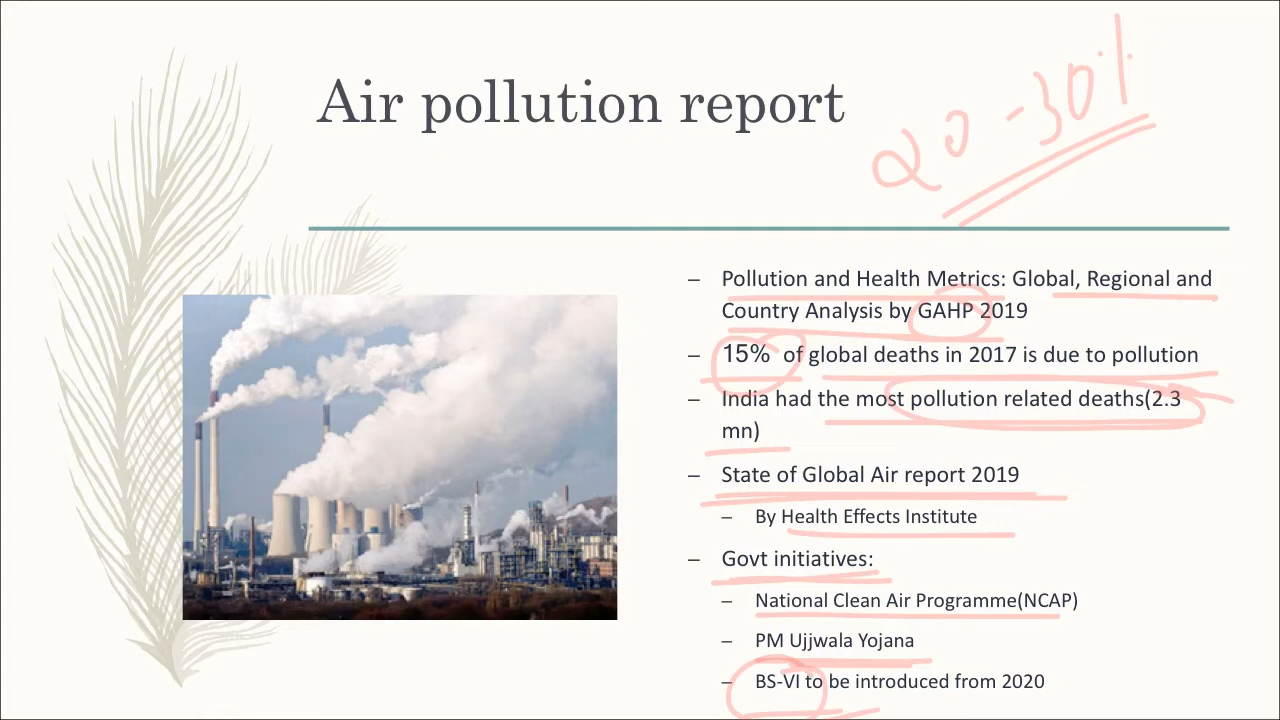 Air pollution report
20-30%
– Pollution and Health Metrics: Global, Regional and
Country Analysis by GAHP 2019
– 15% of global deaths in 2017 is due to pollution
– India had the most pollution related deaths(2.3
mn)
– State of Global Air report 2019
– By Health Effects Institute
– Govt initiatives:
– National Clean Air Programme(NCAP)
– PM Ujjwala Yojana
– BS-VI to be introduced from 2020